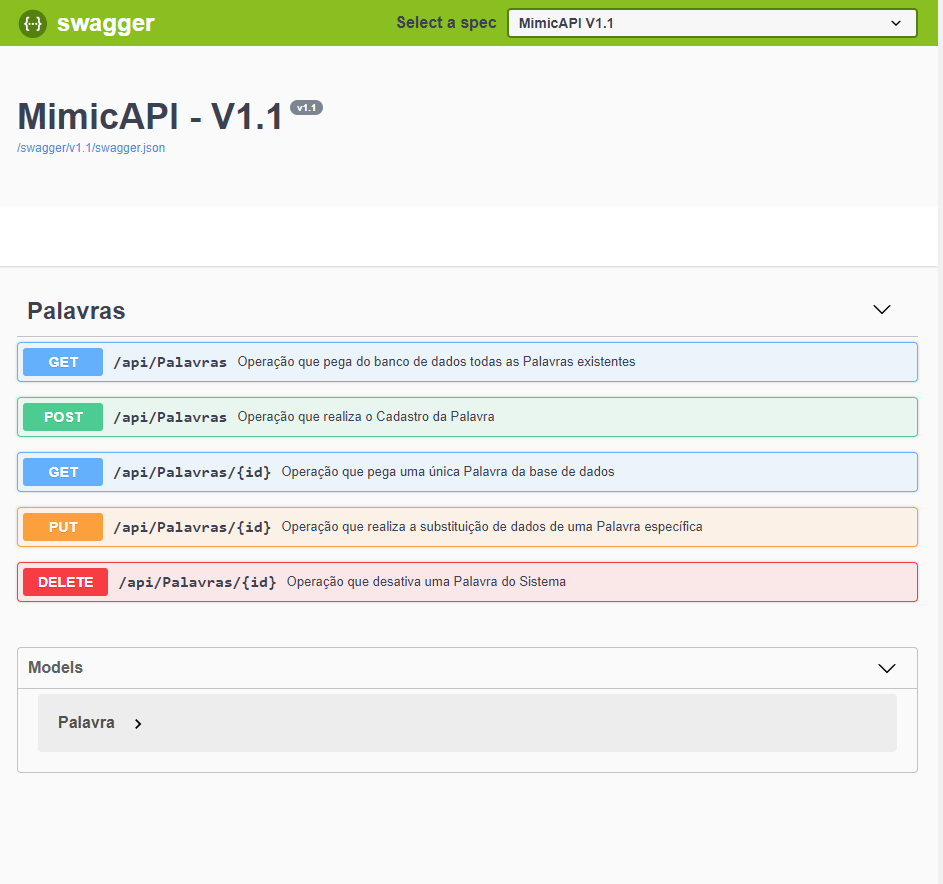 {···} swagger Select a spec MimicAPI V1.1
MimicAPI - V1.1 v1.1
/swagger/v1.1/swagger.json
Palavras
GET /api/Palavras Operação que pega do banco de dados todas as Palavras existentes
POST /api/Palavras Operação que realiza o Cadastro da Palavra
GET /api/Palavras/{id} Operação que pega uma única Palavra da base de dados
PUT /api/Palavras/{id} Operação que realiza a substituição de dados de uma Palavra específica
DELETE /api/Palavras/{id} Operação que desativa uma Palavra do Sistema
Models
Palavra